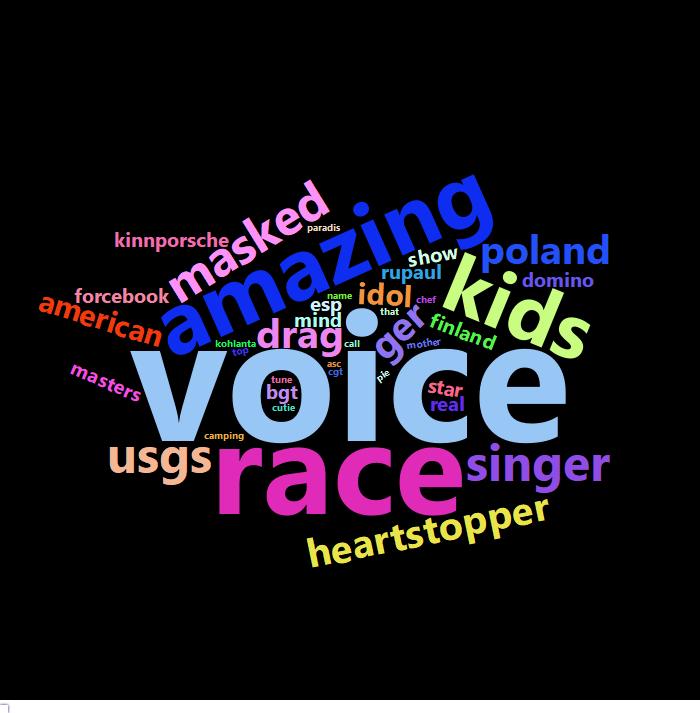 amazing
masked
paradis
kinnporsche
show
poland
rupaul
kids
domino
forcebook
name
idol
chef
american
esp
that
mind
ger
finland
drag
kohlanta
top
call
mother
voice
masters
asc
cgt
pie
tune
bgt
cutie
star
real
camping
usgs
race
singer
heartstopper